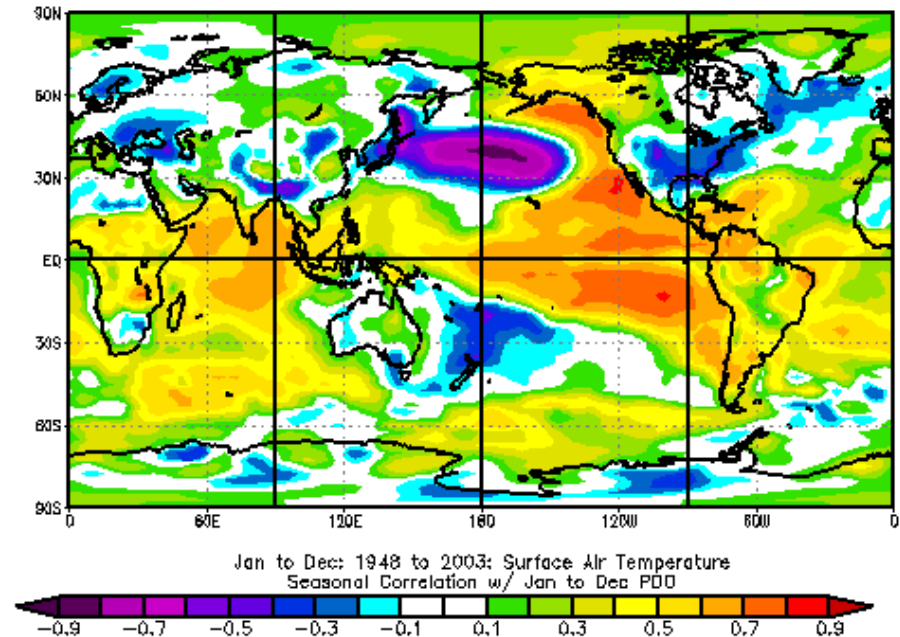 90N
60N
30N
EQ
30S
60S
90S
0 60E 120E 180 120W 60W 0
Jan to Dec: 1948 to 2003: Surface Air Temperature
Seasonal Correlation w/ Jan to Dec PDO
-0.9 -0.7 -0.5 -0.3 -0.1 0.1 0.3 0.5 0.7 0.9